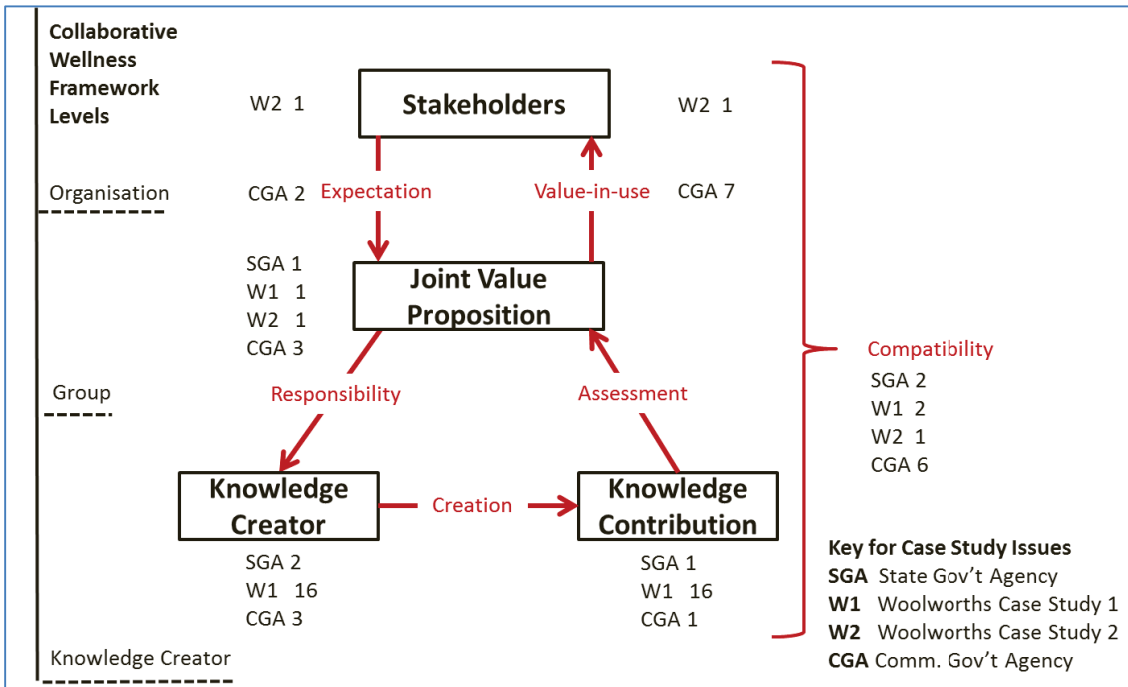 Collaborative
Wellness
Framework
Levels
W2 1
Stakeholders
W2 1
Organisation
CGA 2
Expectation
Value-in-use
CGA 7
SGA 1
W1 1
W2 1
CGA 3
Joint Value
Proposition
Group
Responsibility
Assessment
Compatibility
SGA 2
W1 2
W2 1
CGA 6
Knowledge
Creator
Creation
Knowledge
Contribution
SGA 2
W1 16
CGA 3
SGA 1
W1 16
CGA 1
Key for Case Study Issues
SGA State Gov't Agency
W1 Woolworths Case Study 1
W2 Woolworths Case Study 2
CGA Comm. Gov't Agency
Knowledge Creator